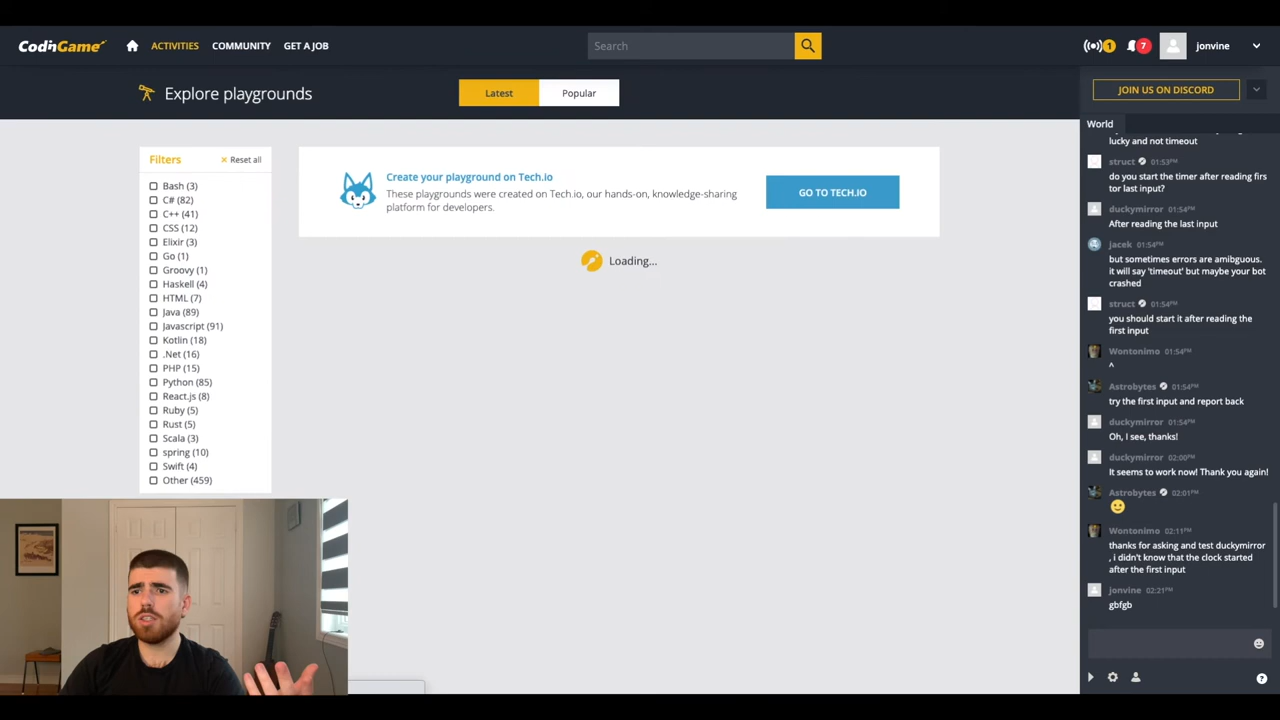 CodinGame
ACTIVITIES
COMMUNITY
GET A JOB
Search
1
7
jonvine
Explore playgrounds
Latest
Popular
JOIN US ON DISCORD
Filters
× Reset all
Bash (3)
C# (82)
C++ (41)
CSS (12)
Elixir (3)
Go (1)
Groovy (1)
Haskell (4)
HTML (7)
Java (89)
Javascript (91)
Kotlin (18)
.Net (16)
PHP (15)
Python (85)
React.js (8)
Ruby (5)
Rust (5)
Scala (3)
spring (10)
Swift (4)
Other (459)
Create your playground on Tech.io
These playgrounds were created on Tech.io, our hands-on, knowledge-sharing
platform for developers.
GO TO TECH.IO
Loading...
World
lucky and not timeout
struct 01:53PM
do you start the timer after reading firs
tor last input?
duckymirror 01:54PM
After reading the last input
jacek 01:54PM
but sometimes errors are amibguous.
it will say 'timeout' but maybe your bot
crashed
struct 01:54PM
you should start it after reading the
first input
Wontonimo 01:54PM
^
Astrobytes 01:54PM
try the first input and report back
duckymirror 01:54PM
Oh, I see, thanks!
duckymirror 02:00PM
It seems to work now! Thank you again!
Astrobytes 02:01PM
Wontonimo 02:11PM
thanks for asking and test duckymirror
, i didn't know that the clock started
after the first input
jonvine 02:21PM
gbfgb